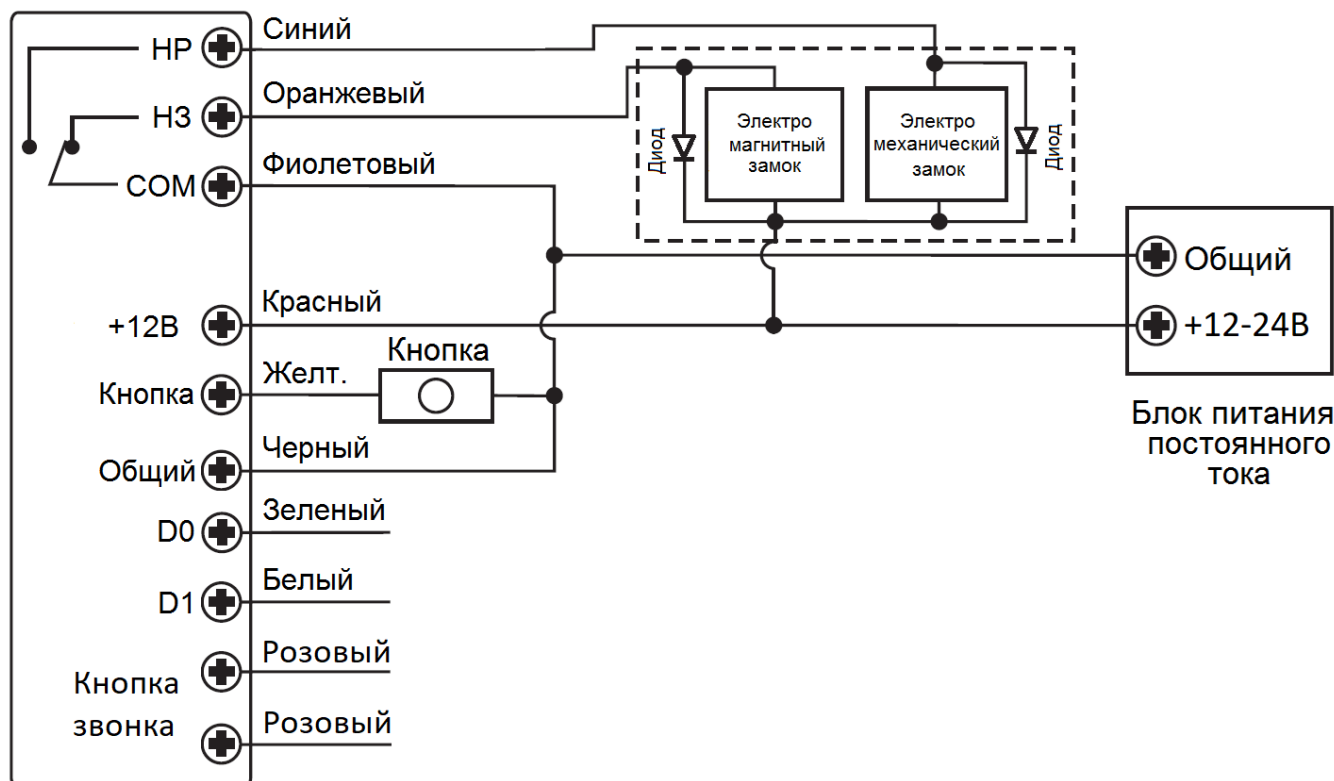 НР
Синий
Оранжевый
НЗ
Фиолетовый
COM
Диод
Электро
магнитный
замок
Электро
механический
замок
Диод
Общий
+12-24В
Блок питания
постоянного
тока
+12В
Красный
Кнопка
Желт.
Кнопка
Общий
Черный
D0
Зеленый
D1
Белый
Кнопка
звонка
Розовый
Розовый